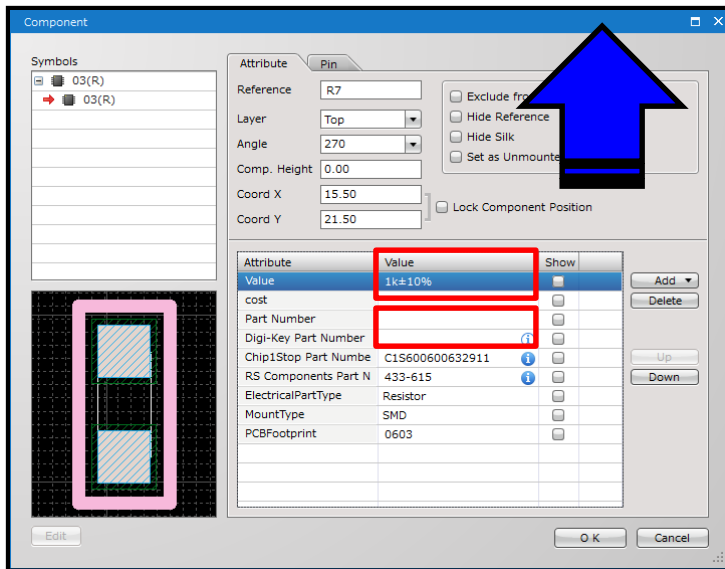 Component
Symbols
03(R)
03(R)
Attribute
Pin
Reference
R7
Layer
Top
Angle
270
Comp. Height
0.00
Coord X
15.50
Coord Y
21.50
Exclude
Hide Reference
Hide Silk
Set as
Lock Component Position
Attribute Value Show
Value 1k±10%
cost
Part Number
Digi-Key Part Number
Chip1Stop Part Numbe C1S600600632911
RS Components Part N 433-615
ElectricalPartType Resistor
MountType SMD
PCBFootprint 0603
Add
Delete
Up
Down
Edit
O K
Cancel